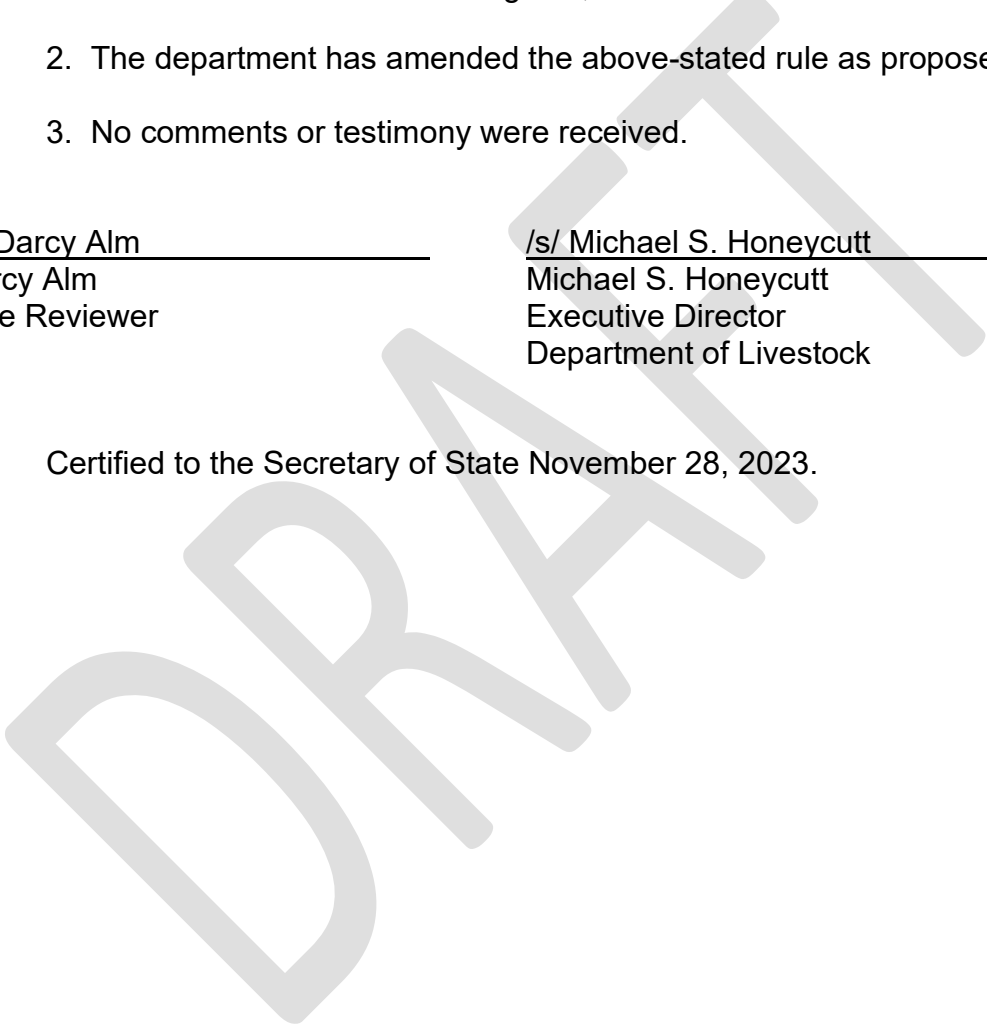 2. The department has amended the above-stated rule as propose
3. No comments or testimony were received.
Darcy Alm /s/ Michael S. Honeycutt
rcy Alm Michael S. Honeycutt
e Reviewer Executive Director
Department of Livestock
Certified to the Secretary of State November 28, 2023.
DRAFT